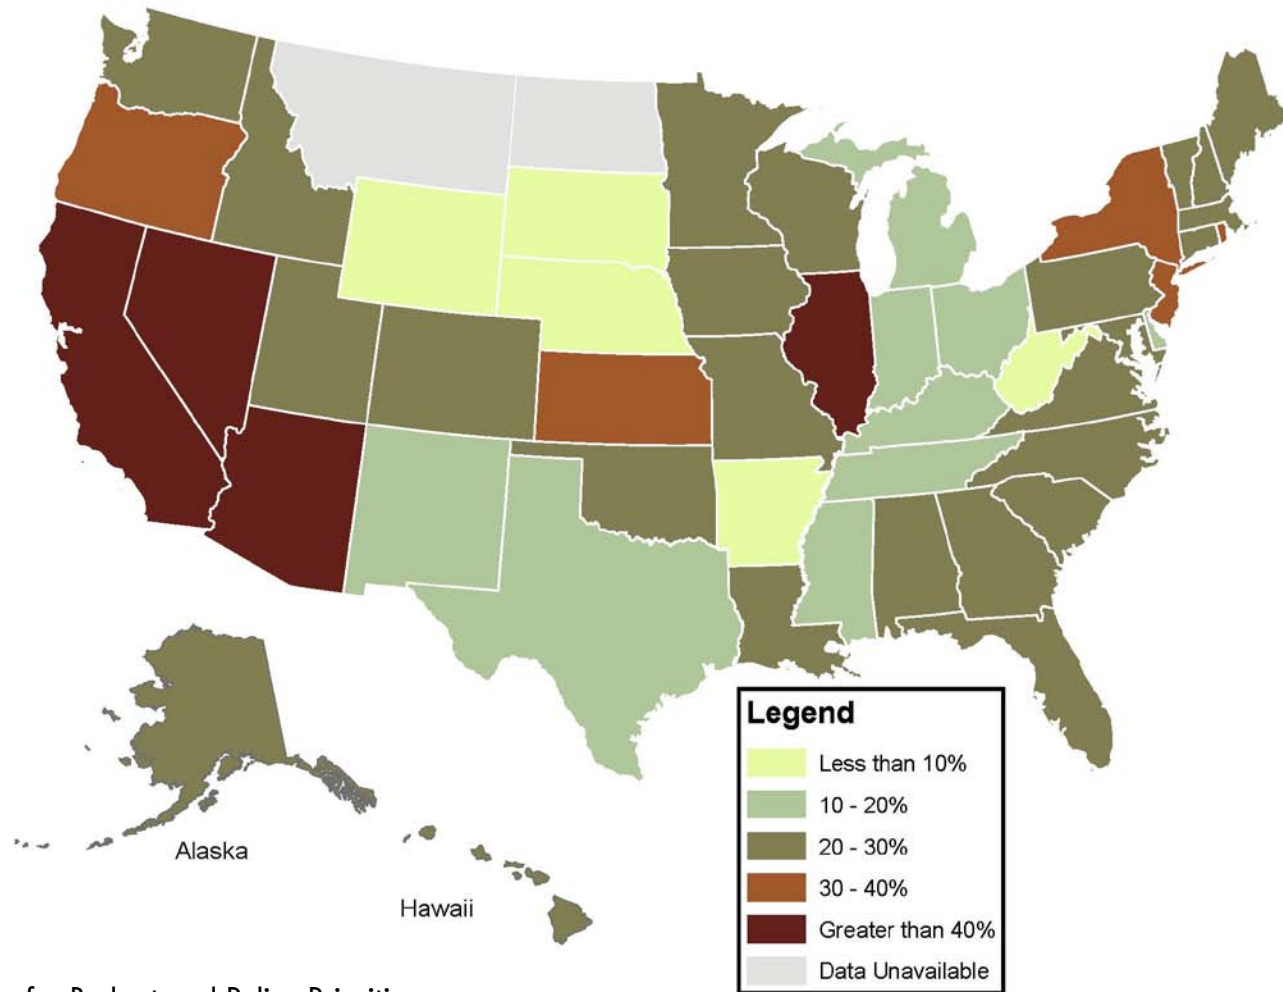 Alaska
Hawaii
Legend
Less than 10%
10 - 20%
20 - 30%
30 - 40%
Greater than 40%
Data Unavailable